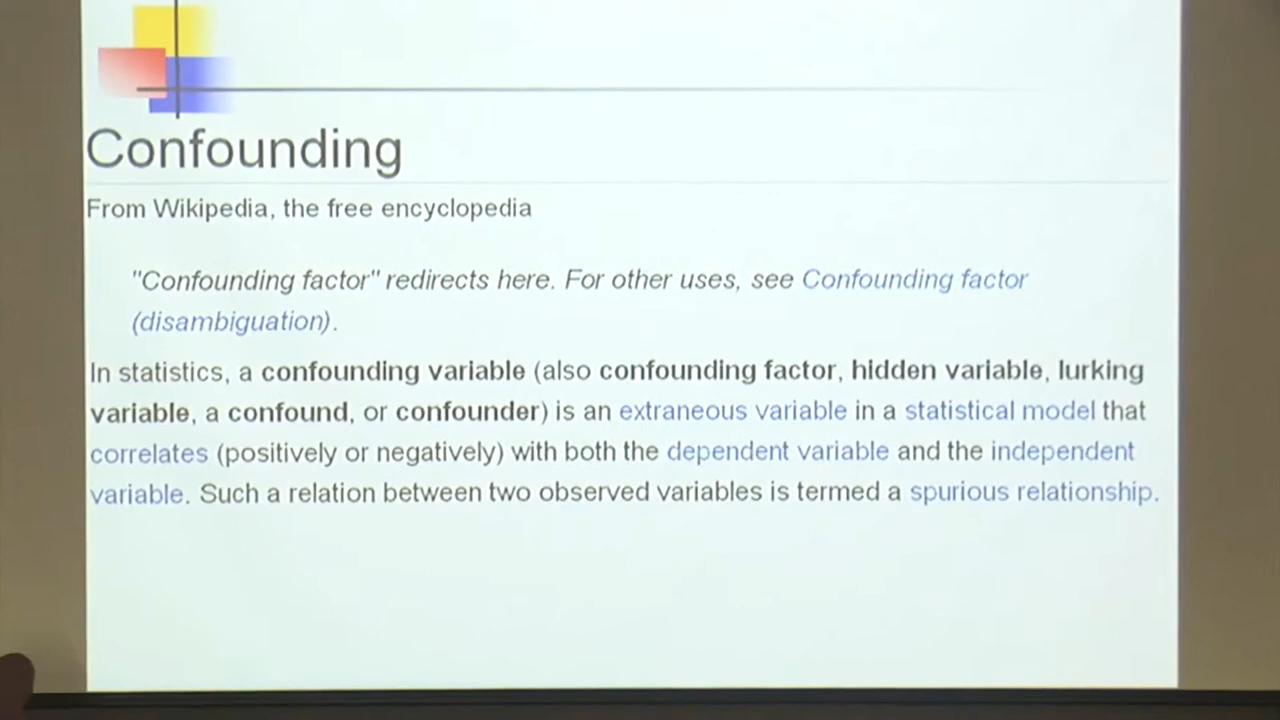 Confounding
From Wikipedia, the free encyclopedia
"Confounding factor" redirects here. For other uses, see Confounding factor
(disambiguation).
In statistics, a confounding variable (also confounding factor, hidden variable, lurking
variable, a confound, or confounder) is an extraneous variable in a statistical model that
correlates (positively or negatively) with both the dependent variable and the independent
variable. Such a relation between two observed variables is termed a spurious relationship.